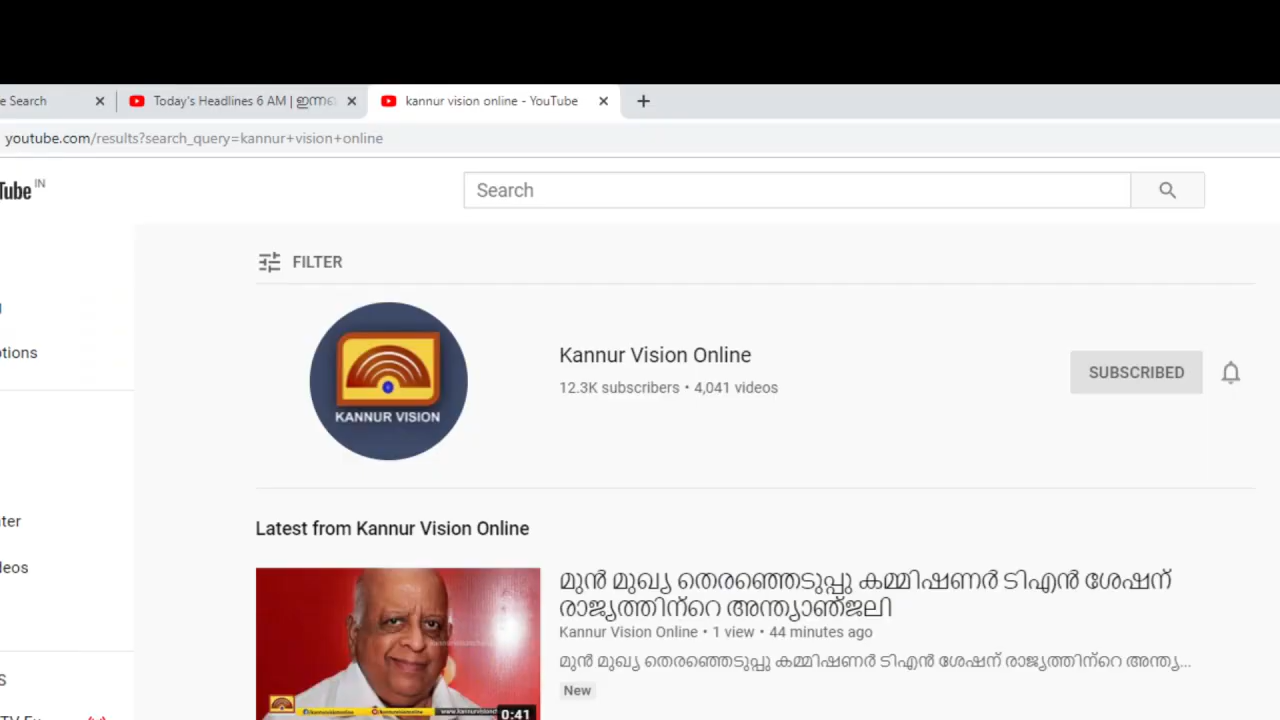 e Search
Today's Headlines 6 AM | ഇന്ന
kannur vision online - YouTube
youtube.com/results?search_query=kannur+vision+online
Tube IN
Search
FILTER
KANNUR VISION
Kannur Vision Online
12.3K subscribers • 4,041 videos
SUBSCRIBED
ptions
Latest from Kannur Vision Online
ter
leos
മുൻ മുഖ്യ തെരഞ്ഞെടുപ്പു കമ്മിഷണർ ടിഎൻ ശേഷന്
രാജ്യത്തിന്റെ അന്ത്യാഞ്ജലി
Kannur Vision Online • 1 view • 44 minutes ago
മുൻ മുഖ്യ തെരഞ്ഞെടുപ്പു കമ്മിഷണർ ടിഎൻ ശേഷന് രാജ്യത്തിന്റെ അന്ത്യ...
New
0:41
S